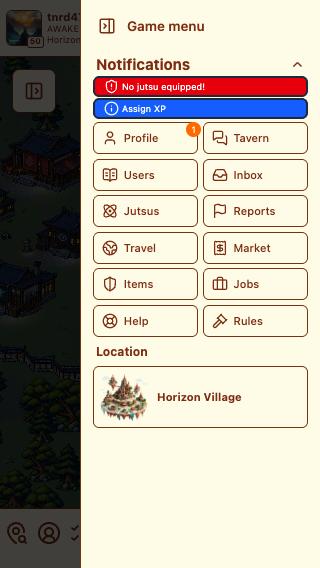 tnrd47
AWAKE
50
Horizon
Game menu
Notifications
No jutsu equipped!
Assign XP
Profile
1
Tavern
Users
Inbox
Jutsus
Reports
Travel
Market
Items
Jobs
Help
Rules
Location
Horizon Village